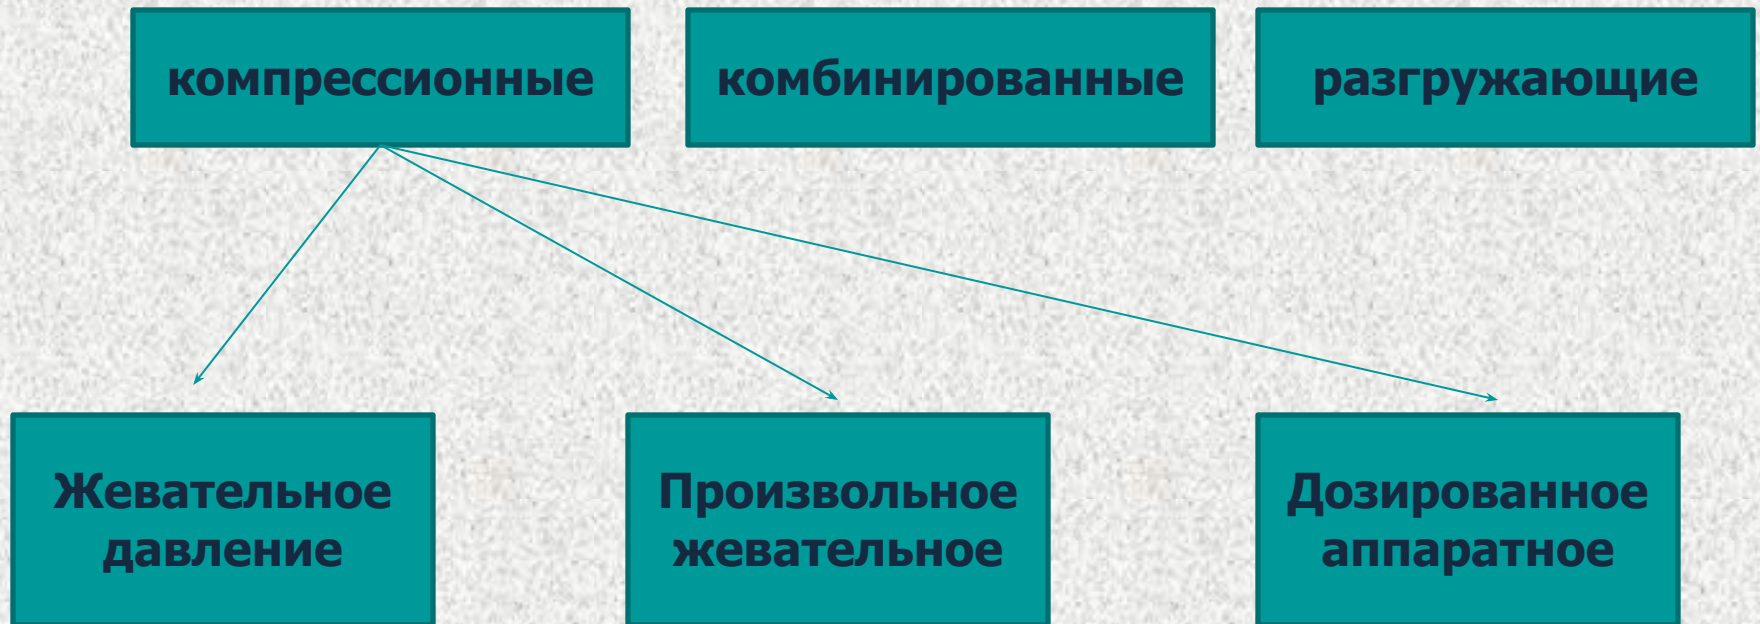 компрессионные
комбинированные
разгружающие
Жевательное
давление
Произвольное
жевательное
Дозированное
аппаратное